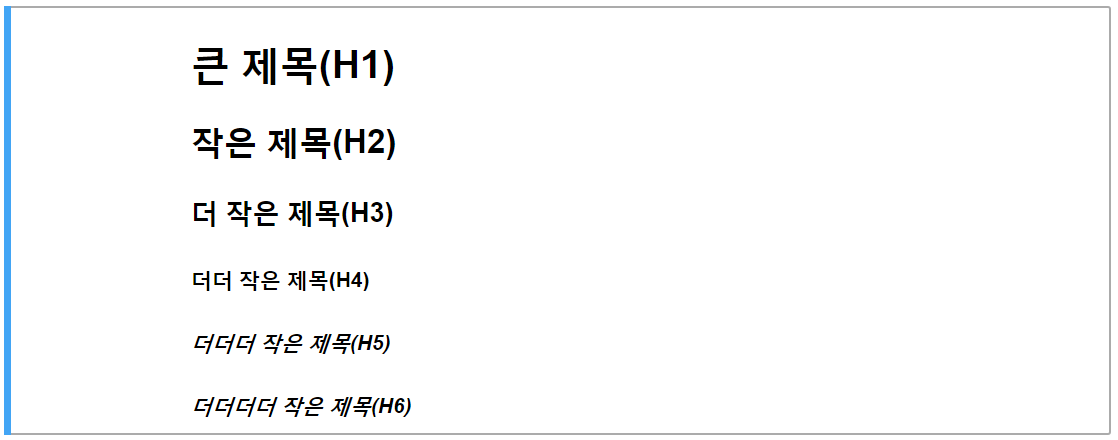 큰 제목(H1)
작은 제목(H2)
더 작은 제목(H3)
더더 작은 제목(H4)
더더더 작은 제목(H5)
더더더더 작은 제목(H6)